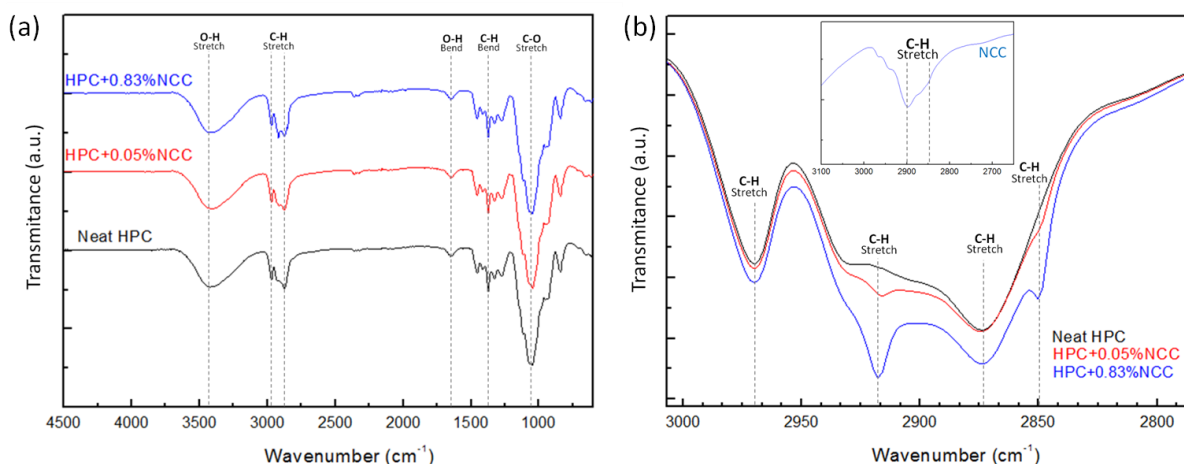 (a)
O-H
Stretch
C-H
Stretch
O-H
Bend
C-H
Bend
C-O
Stretch
HPC+0.83%NCC
HPC+0.05%NCC
Neat HPC
Transmitance (a.u.)
4500 4000 3500 3000 2500 2000 1500 1000
Wavenumber (cm⁻¹)
(b)
C-H
Stretch
NCC
3100 3000 2900 2800 2700
C-H
Stretch
C-H
Stretch
C-H
Stretch
C-H
Stretch
Neat HPC
HPC+0.05%NCC
HPC+0.83%NCC
Transmitance (a.u.)
3000 2950 2900 2850 2800
Wavenumber (cm⁻¹)